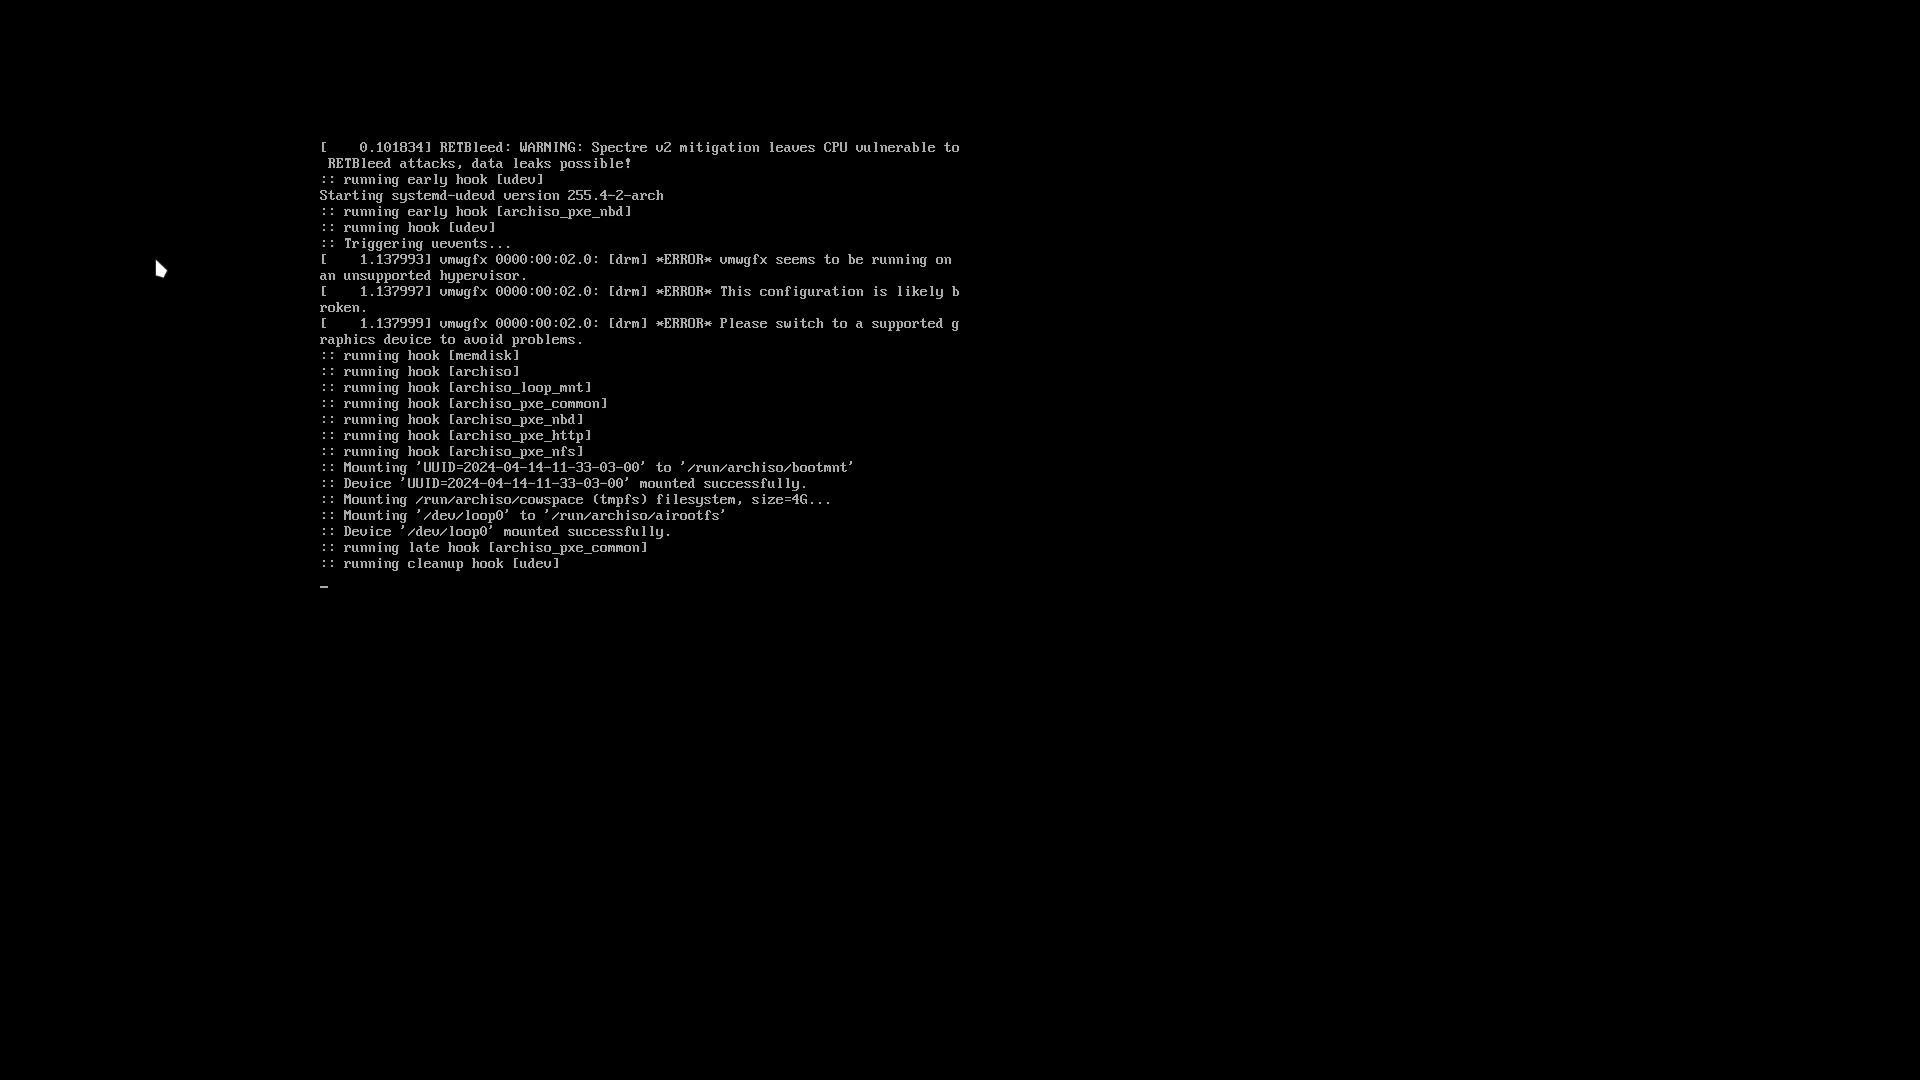 [    0.101834] RETBleed: WARNING: Spectre v2 mitigation leaves CPU vulnerable to
 RETBleed attacks, data leaks possible!
:: running early hook [udev]
Starting systemd-udevd version 255.4-2-arch
:: running early hook [archiso_pxe_nbd]
:: running hook [udev]
:: Triggering uevents...
[    1.137993] vmwgfx 0000:00:02.0: [drm] *ERROR* vmwgfx seems to be running on
an unsupported hypervisor.
[    1.137997] vmwgfx 0000:00:02.0: [drm] *ERROR* This configuration is likely b
roken.
[    1.137999] vmwgfx 0000:00:02.0: [drm] *ERROR* Please switch to a supported g
raphics device to avoid problems.
:: running hook [memdisk]
:: running hook [archiso]
:: running hook [archiso_loop_mnt]
:: running hook [archiso_pxe_common]
:: running hook [archiso_pxe_nbd]
:: running hook [archiso_pxe_http]
:: running hook [archiso_pxe_nfs]
:: Mounting 'UUID=2024-04-14-11-33-03-00' to '/run/archiso/bootmnt'
:: Device 'UUID=2024-04-14-11-33-03-00' mounted successfully.
:: Mounting /run/archiso/cowspace (tmpfs) filesystem, size=4G...
:: Mounting '/dev/loop0' to '/run/archiso/airootfs'
:: Device '/dev/loop0' mounted successfully.
:: running late hook [archiso_pxe_common]
:: running cleanup hook [udev]
_